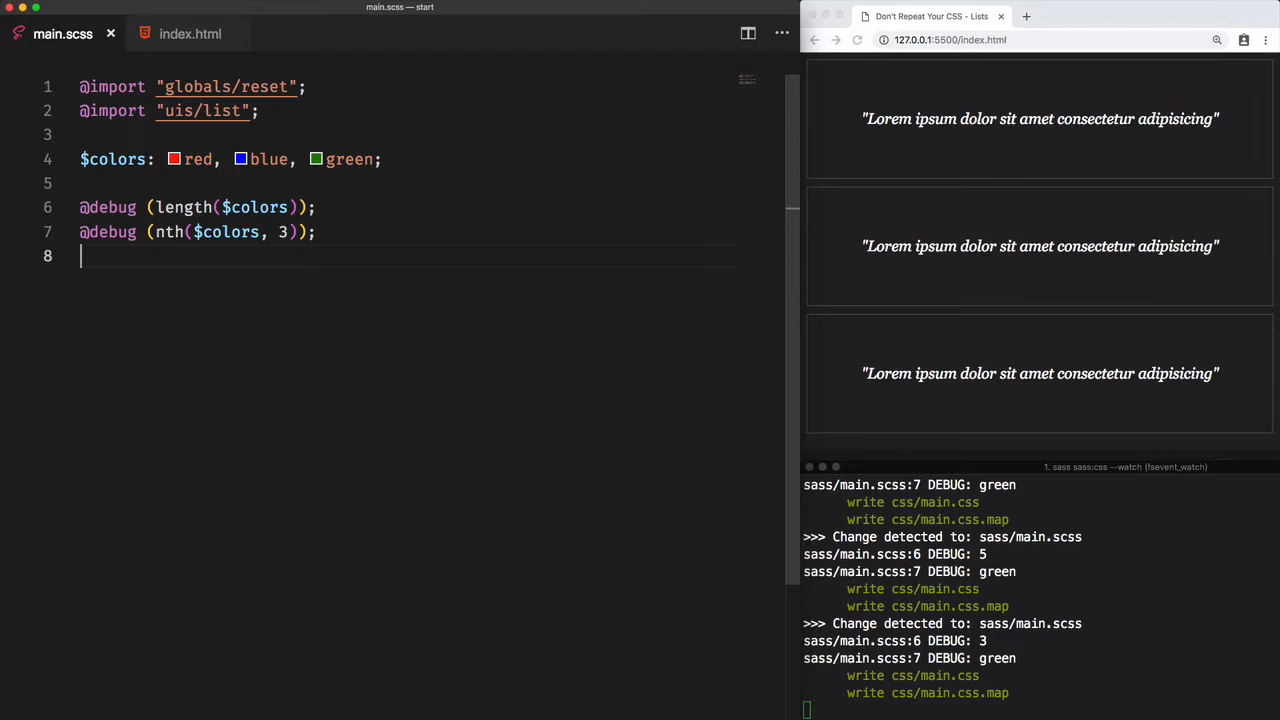 main.scss — start
main.scss
index.html
1 @import "globals/reset";
2 @import "uis/list";
3
4 $colors: red, blue, green;
5
6 @debug (length($colors));
7 @debug (nth($colors, 3));
8
Don't Repeat Your CSS - Lists
127.0.0.1:5500/index.html
"Lorem ipsum dolor sit amet consectetur adipisicing"
"Lorem ipsum dolor sit amet consectetur adipisicing"
"Lorem ipsum dolor sit amet consectetur adipisicing"
1. sass sass:css --watch (fsevent_watch)
sass/main.scss:7 DEBUG: green
write css/main.css
write css/main.css.map
>>> Change detected to: sass/main.scss
sass/main.scss:6 DEBUG: 5
sass/main.scss:7 DEBUG: green
write css/main.css
write css/main.css.map
>>> Change detected to: sass/main.scss
sass/main.scss:6 DEBUG: 3
sass/main.scss:7 DEBUG: green
write css/main.css
write css/main.css.map